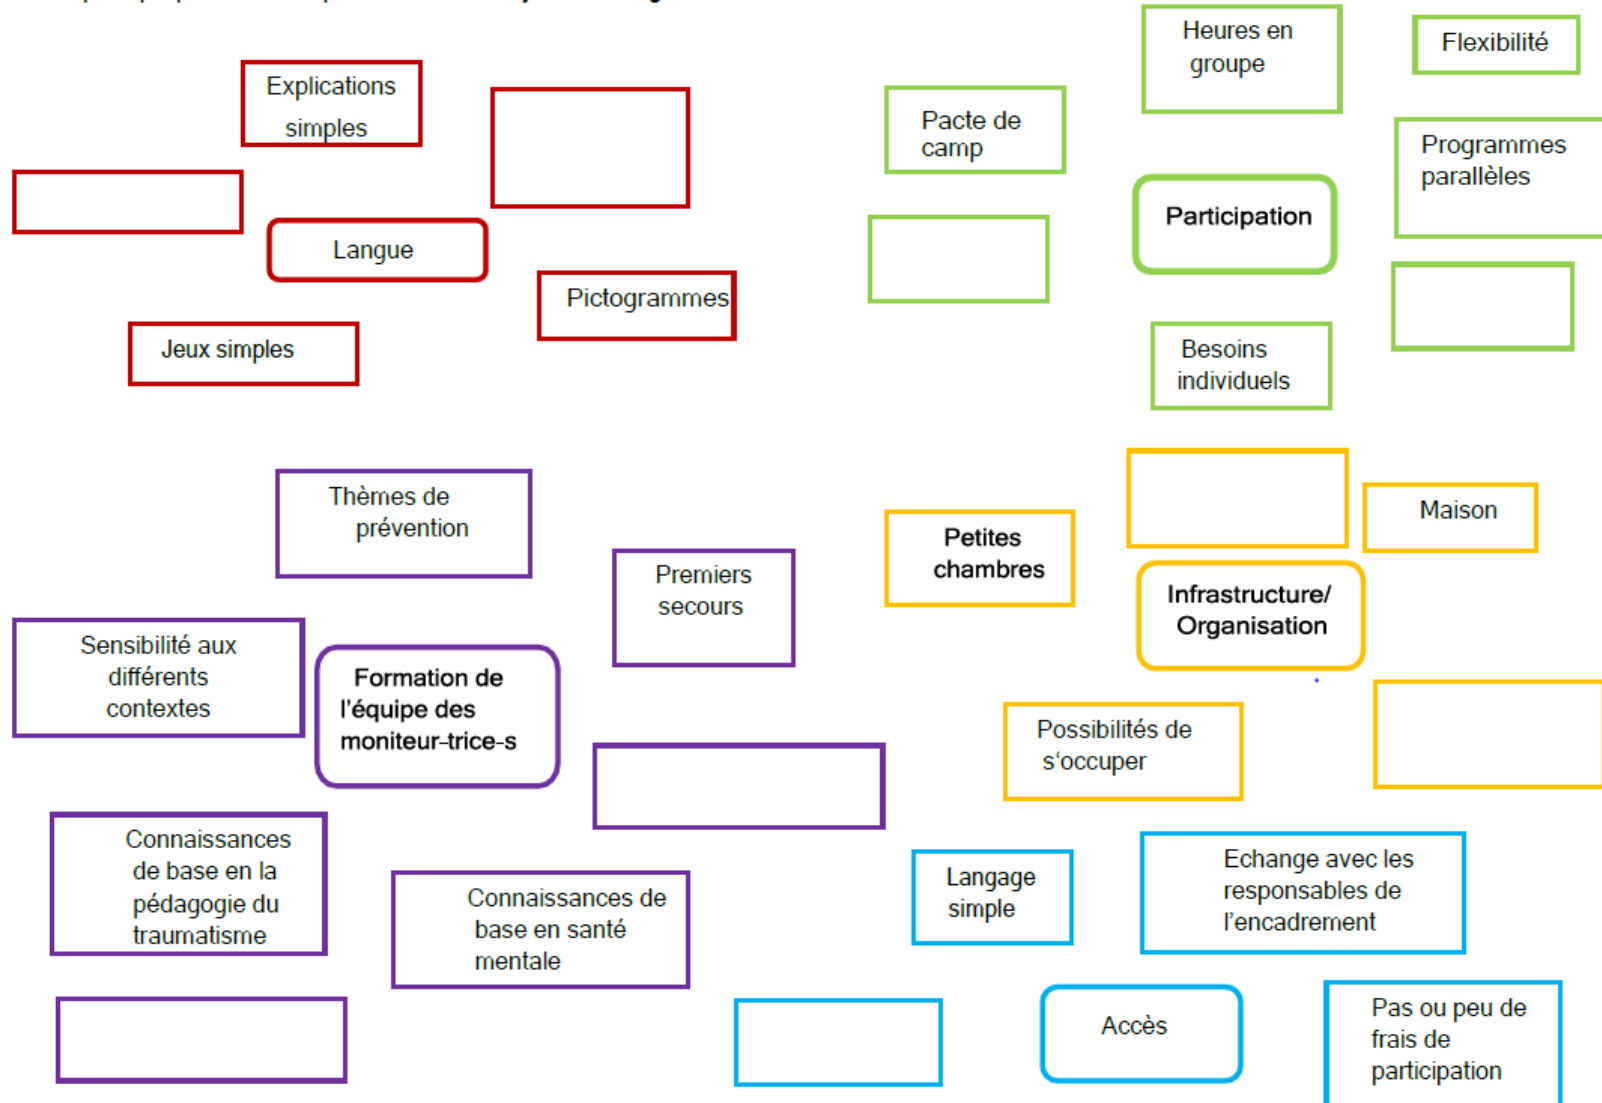 Explications
simples
Langue
Pictogrammes
Jeux simples
Heures en
groupe
Flexibilité
Pacte de
camp
Programmes
parallèles
Participation
Besoins
individuels
Thèmes de
prévention
Premiers
secours
Sensibilité aux
différents
contextes
Formation de
l'équipe des
moniteur-trice-s
Connaissances
de base en la
pédagogie du
traumatisme
Connaissances de
base en santé
mentale
Maison
Petites
chambres
Infrastructure/
Organisation
Possibilités de
s‘occuper
Langage
simple
Echange avec les
responsables de
l’encadrement
Accès
Pas ou peu de
frais de
participation